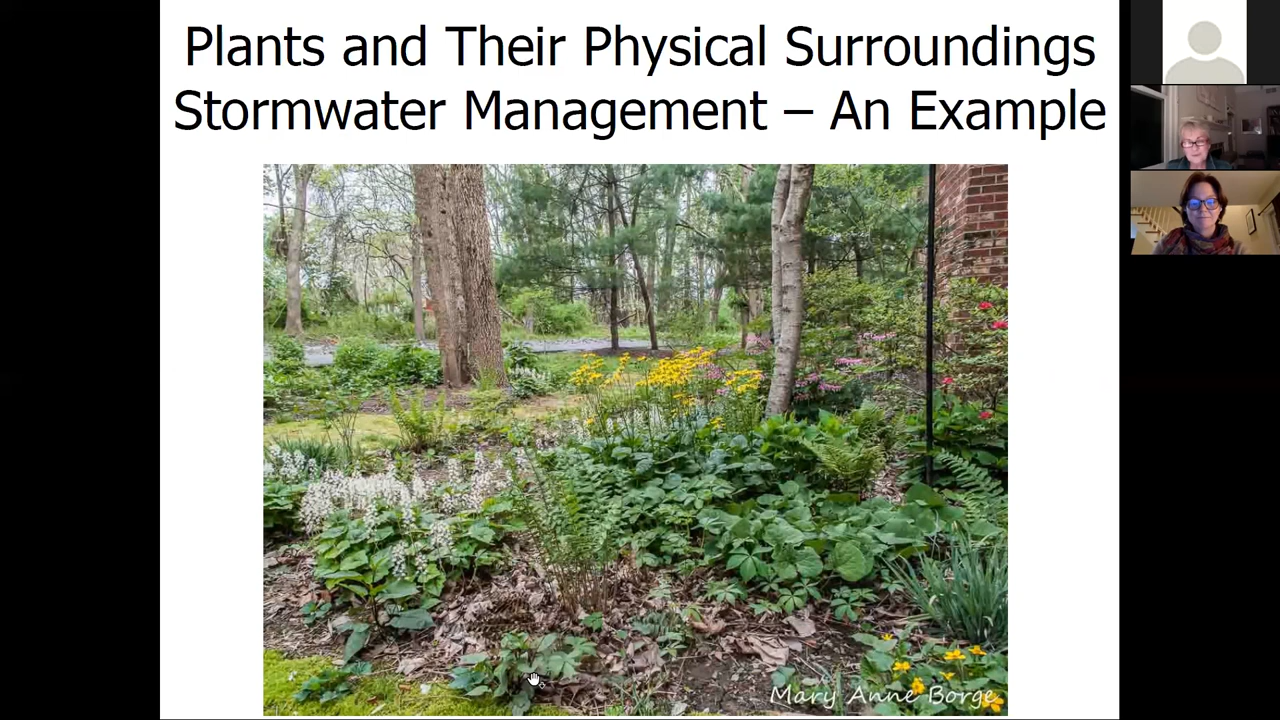 Plants and Their Physical Surroundings
Stormwater Management – An Example
Mary Anne Borge